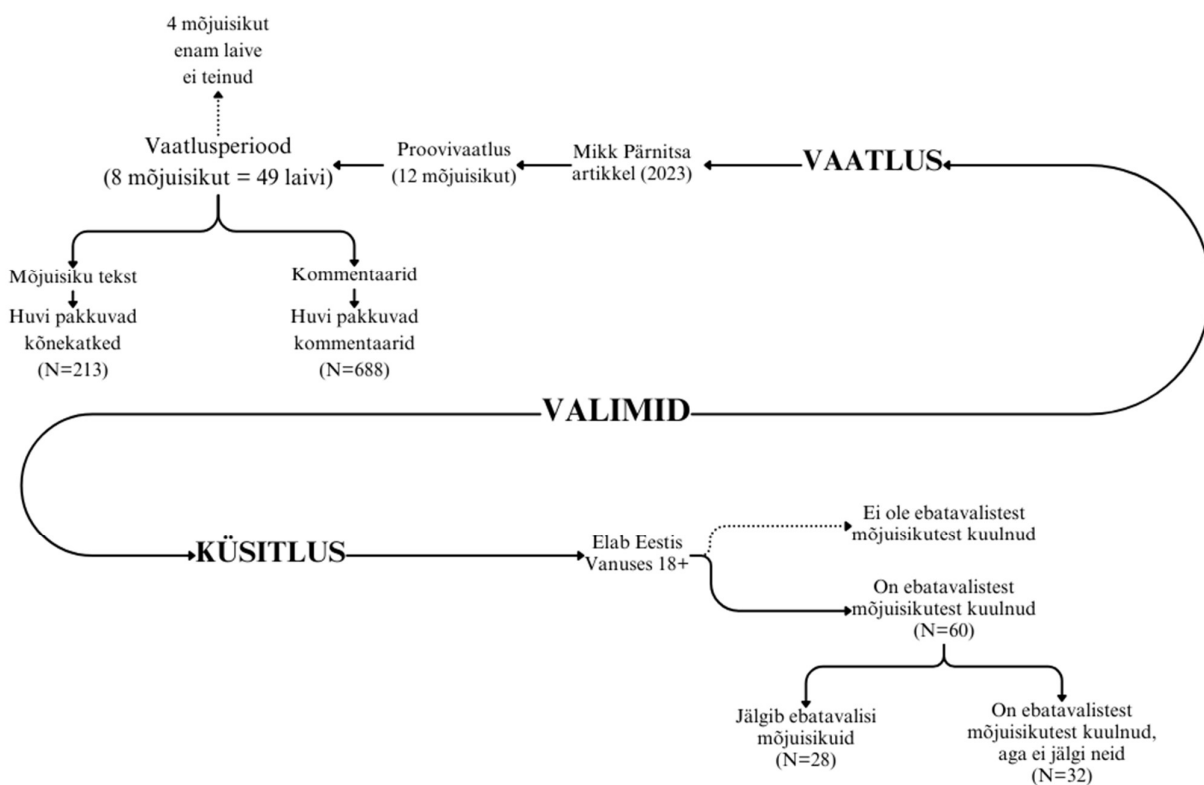 4 mõjuisikut
enam laive
ei teinud
Vaatlusperiood
(8 mõjuisikut = 49 laivi)
Proovivaatlus
(12 mõjuisikut)
Mikk Pärnitsa
artikkel (2023)
VAATLUS
Mõjuisiku tekst
Huvi pakkuvad
kõnekatked
(N=213)
Kommentaarid
Huvi pakkuvad
kommentaarid
(N=688)
VALIMID
KÜSITLUS
Elab Eestis
Vanuses 18+
Ei ole ebatavalistest
mõjuisikutest kuulnud
On ebatavalistest
mõjuisikutest kuulnud
(N=60)
Jälgib ebatavalisi
mõjuisikuid
(N=28)
On ebatavalistest
mõjuisikutest kuulnud,
aga ei jälgi neid
(N=32)